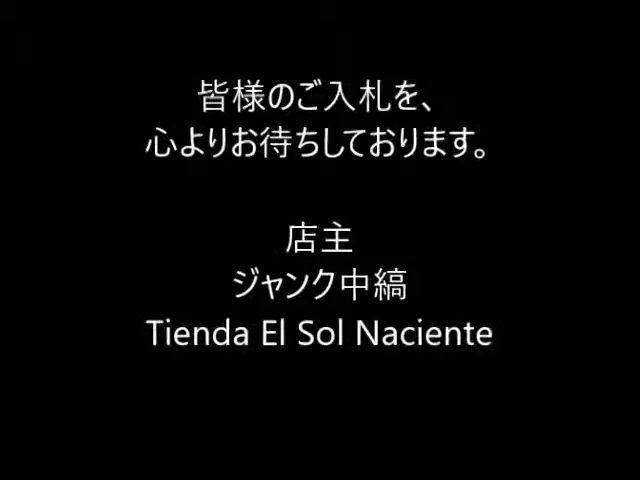 皆様のご入札を、
心よりお待ちしております。
店主
ジャンク中縞
Tienda El Sol Naciente